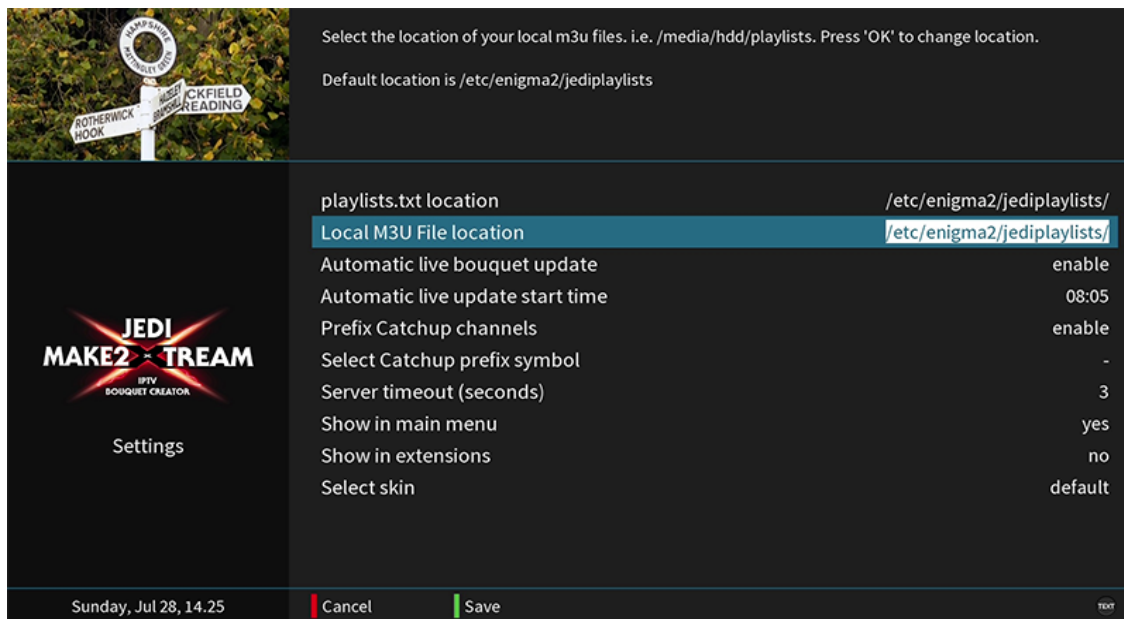 HAMPSHIRE
MATTINGLEY GREEN
HAZELEY
BRAMSHILL
CKFIELD
READING
ROTHERWICK
HOOK
Select the location of your local m3u files. i.e. /media/hdd/playlists. Press 'OK' to change location.
Default location is /etc/enigma2/jediplaylists
playlists.txt location /etc/enigma2/jediplaylists/
Local M3U File location /etc/enigma2/jediplaylists/
Automatic live bouquet update enable
Automatic live update start time 08:05
Prefix Catchup channels enable
Select Catchup prefix symbol -
Server timeout (seconds) 3
Show in main menu yes
Show in extensions no
Select skin default
JEDI
MAKE2XTREAM
IPTV
BOUQUET CREATOR
Settings
Sunday, Jul 28, 14.25
Cancel Save TEXT